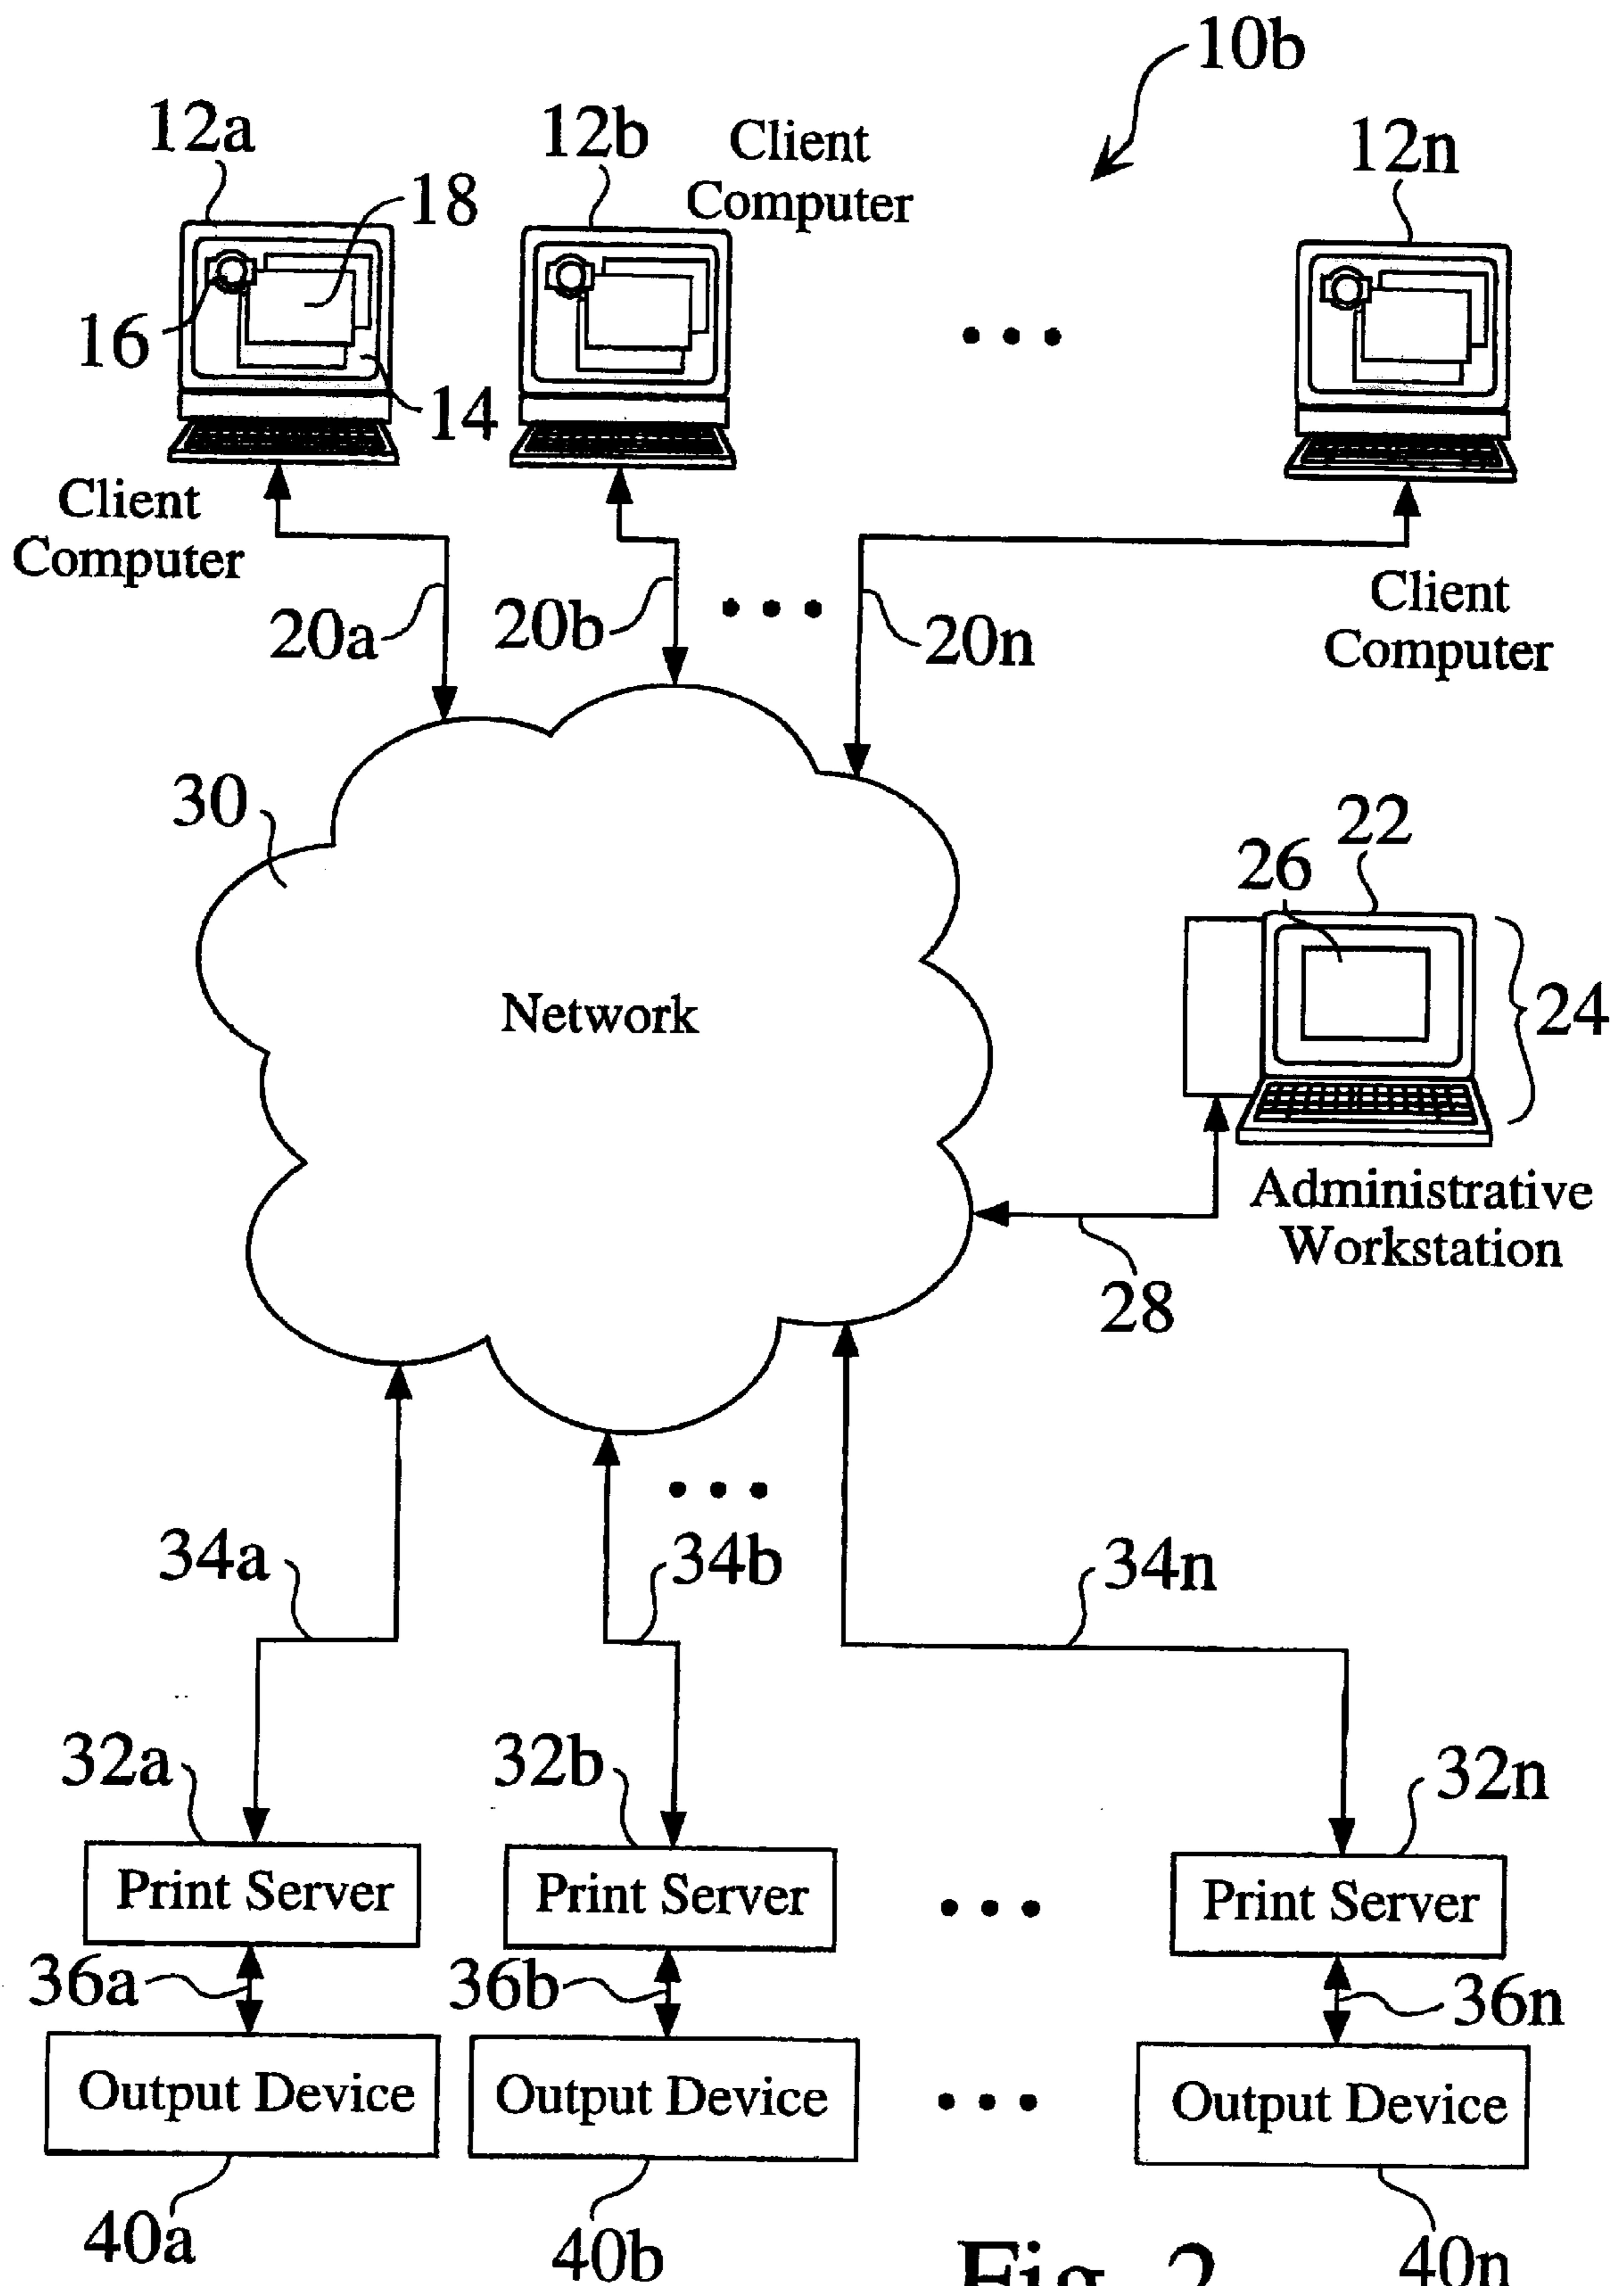 10b
12a
12b
Client
Computer
12n
18
16
14
Client
Computer
20a
20b
20n
Client
Computer
30
22
26
24
Network
Administrative
Workstation
28
34a
34b
34n
32a
32b
32n
Print Server
Print Server
Print Server
36a
36b
36n
Output Device
Output Device
Output Device
40a
40b
40n
Fig. 2